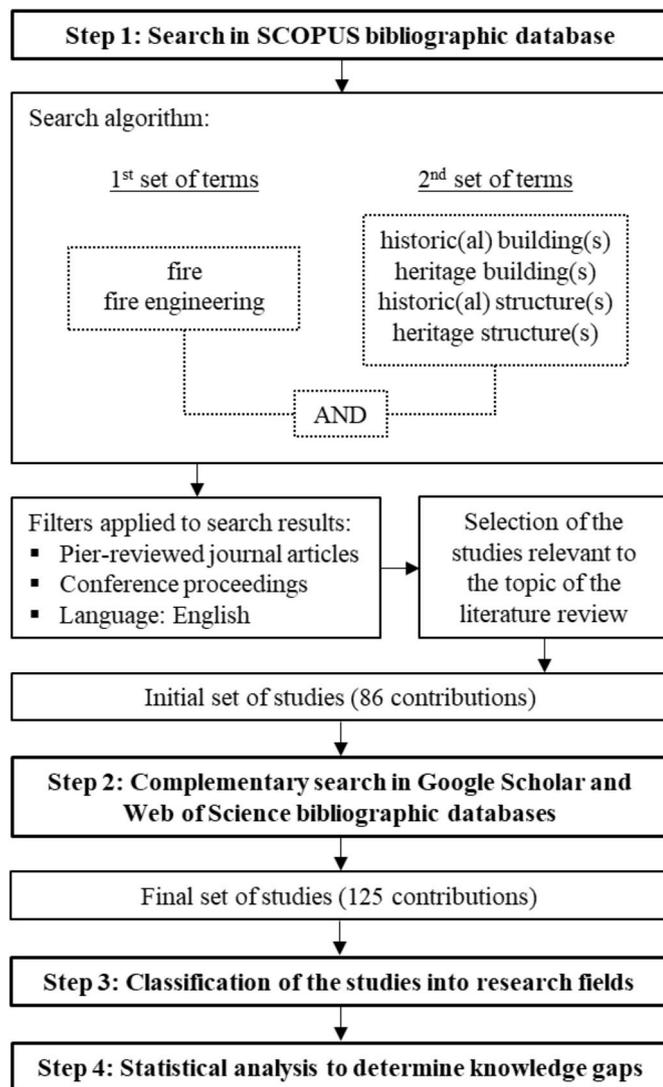 Step 1: Search in SCOPUS bibliographic database
Search algorithm:
1st set of terms
2nd set of terms
fire
fire engineering
historic(al) building(s)
heritage building(s)
historic(al) structure(s)
heritage structure(s)
AND
Filters applied to search results:
▪ Pier-reviewed journal articles
▪ Conference proceedings
▪ Language: English
Selection of the
studies relevant to
the topic of the
literature review
Initial set of studies (86 contributions)
Step 2: Complementary search in Google Scholar and
Web of Science bibliographic databases
Final set of studies (125 contributions)
Step 3: Classification of the studies into research fields
Step 4: Statistical analysis to determine knowledge gaps